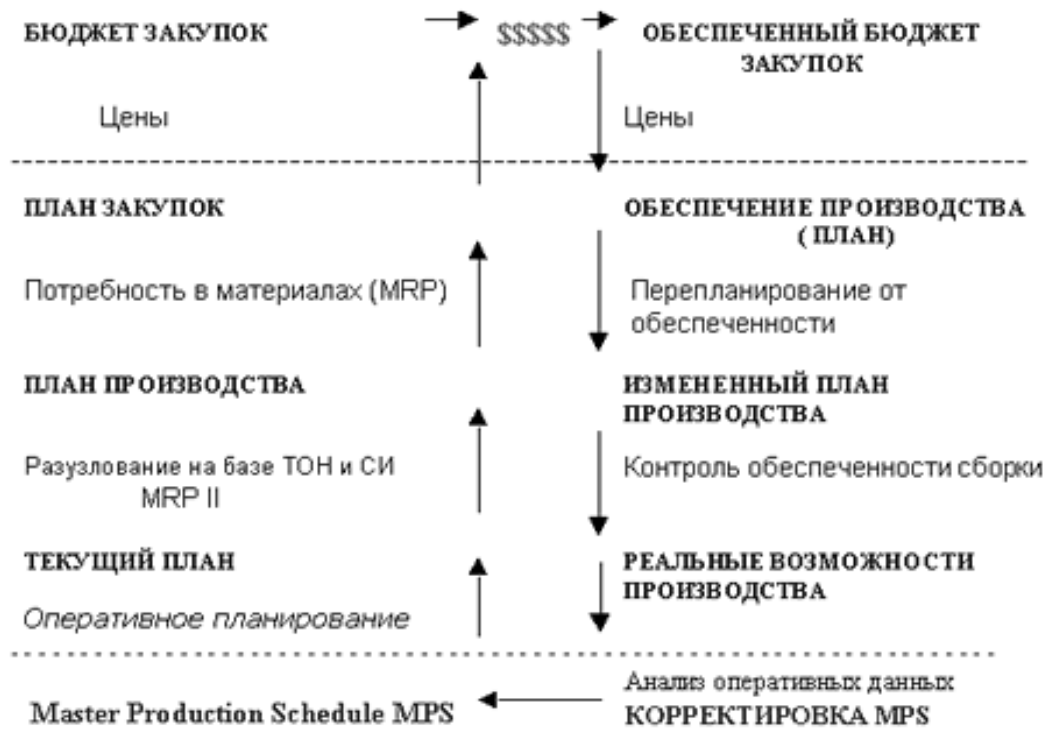 БЮДЖЕТ ЗАКУПОК
$$$$$
ОБЕСПЕЧЕННЫЙ БЮДЖЕТ
ЗАКУПОК
Цены
Цены
ПЛАН ЗАКУПОК
ОБЕСПЕЧЕНИЕ ПРОИЗВОДСТВА
( ПЛАН)
Потребность в материалах (MRP)
Перепланирование от
обеспеченности
ПЛАН ПРОИЗВОДСТВА
ИЗМЕНЕННЫЙ ПЛАН
ПРОИЗВОДСТВА
Разузлование на базе ТОН и СИ
MRP II
Контроль обеспеченности сборки
ТЕКУЩИЙ ПЛАН
РЕАЛЬНЫЕ ВОЗМОЖНОСТИ
ПРОИЗВОДСТВА
Оперативное планирование
Master Production Schedule MPS
Анализ оперативных данных
КОРРЕКТИРОВКА MPS